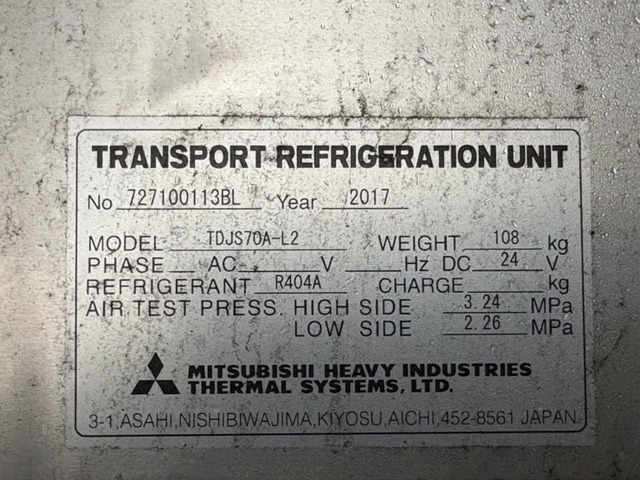 TRANSPORT REFRIGERATION UNIT
No 727100113BL Year 2017
MODEL TDJS70A-L2 WEIGHT 108 kg
PHASE AC V Hz DC 24 V
REFRIGERANT R404A CHARGE kg
AIR TEST PRESS. HIGH SIDE 3.24 MPa
LOW SIDE 2.26 MPa
MITSUBISHI HEAVY INDUSTRIES
THERMAL SYSTEMS, LTD.
3-1,ASAHI,NISHIBIWAJIMA,KIYOSU,AICHI,452-8561 JAPAN